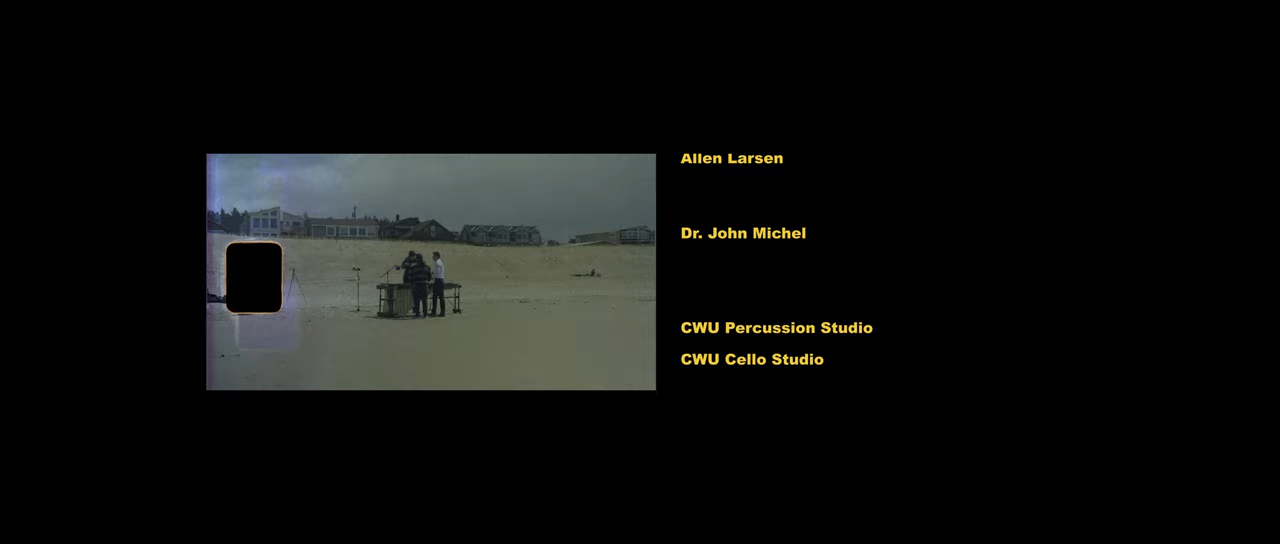 Allen Larsen
Dr. John Michel
CWU Percussion Studio
CWU Cello Studio